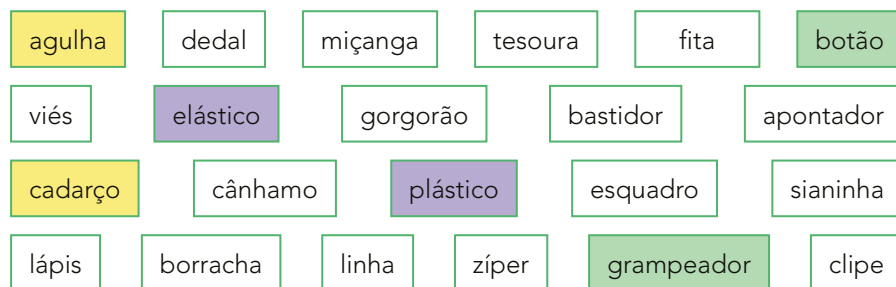 agulha dedal miçanga tesoura fita botão
viés elástico gorgorão bastidor apontador
cadarço cânhamo plástico esquadro sianinha
lápis borracha linha zíper grampeador clipe